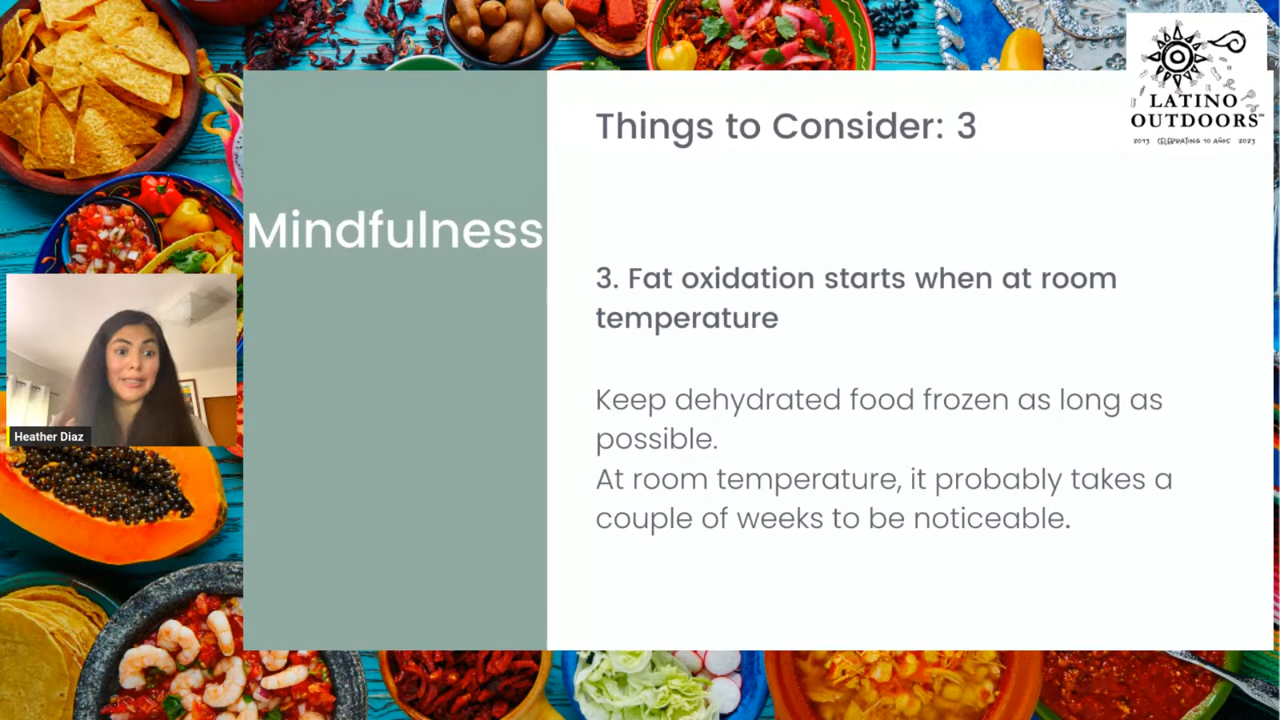 LATINO
OUTDOORS
2013 CELEBRATING 10 AÑOS 2023
Things to Consider: 3
Mindfulness
3. Fat oxidation starts when at room
temperature
Keep dehydrated food frozen as long as
possible.
At room temperature, it probably takes a
couple of weeks to be noticeable.
Heather Diaz